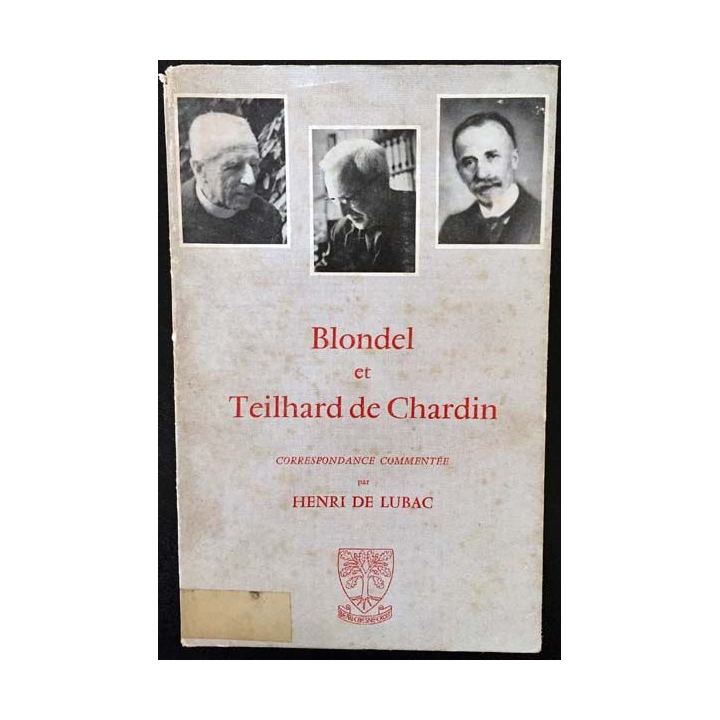 Blondel
et
Teilhard de Chardin
CORRESPONDANCE COMMENTÉE
par
HENRI DE LUBAC